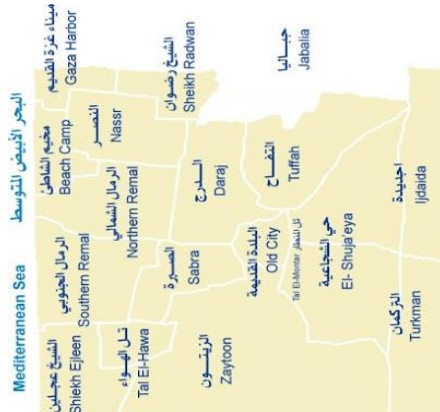 البحر الأبيض المتوسط
Mediterranean Sea
ميناء غزة القديم
Gaza Harbor
مخيم الشاطئ
Beach Camp
الرمال الجنوبي
Southern Remal
الشيخ عجلين
Shiekh Ejleen
النصر
Nassr
الرمال الشمالي
Northern Remal
تل الهواء
Tal El-Hawa
الشيخ رضوان
Sheikh Radwan
الدرج
Daraj
الصبرة
Sabra
الزيتون
Zaytoon
جباليا
Jabalia
التفاح
Tuffah
البلدة القديمة
Old City
Tal El-Montar تل المنطار
حي الشجاعية
El- Shuja'eya
اجديدة
Ijdaida
التركمان
Turkman